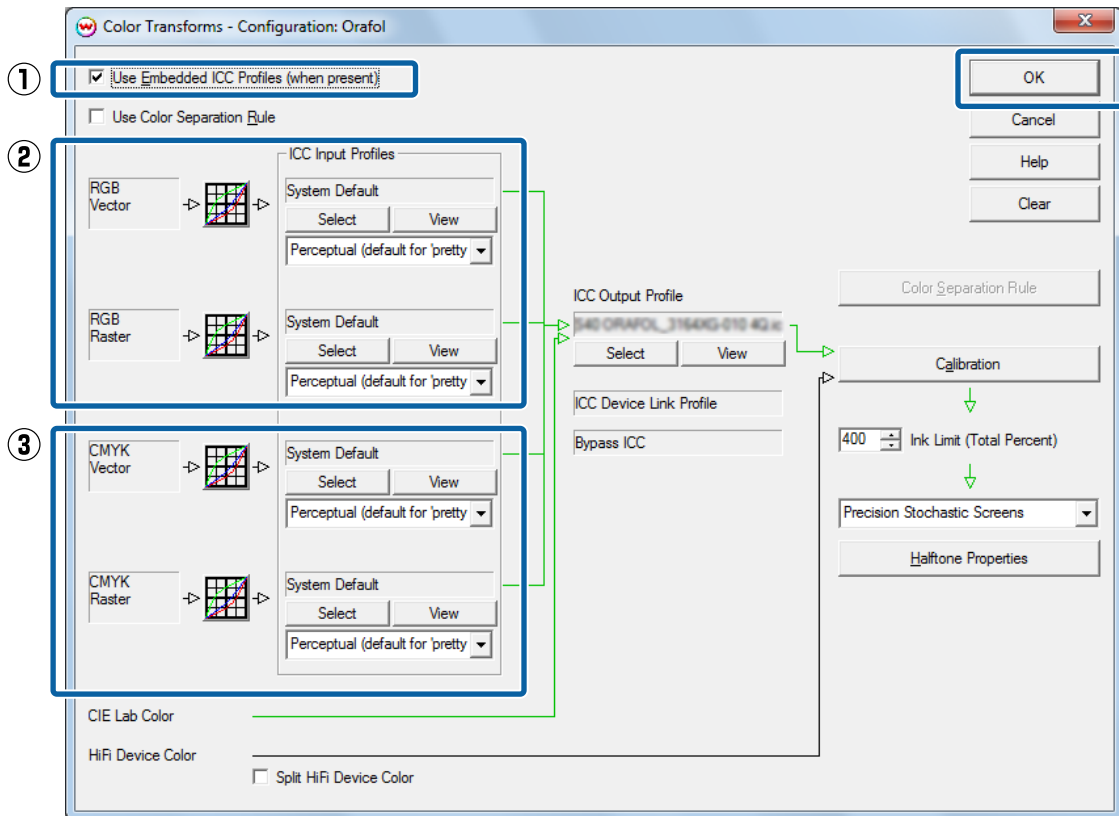 Color Transforms - Configuration: Orafol
x
1
Use Embedded ICC Profiles (when present)
OK
Use Color Separation Rule
Cancel
2
ICC Input Profiles
Help
RGB
Vector
System Default
Select
View
Clear
Perceptual (default for 'pretty
RGB
Raster
System Default
Select
View
Perceptual (default for 'pretty
ICC Output Profile
Select
View
ICC Device Link Profile
Bypass ICC
Color Separation Rule
Calibration
400
Ink Limit (Total Percent)
Precision Stochastic Screens
Halftone Properties
3
CMYK
Vector
System Default
Select
View
Perceptual (default for 'pretty
CMYK
Raster
System Default
Select
View
Perceptual (default for 'pretty
CIE Lab Color
HiFi Device Color
Split HiFi Device Color